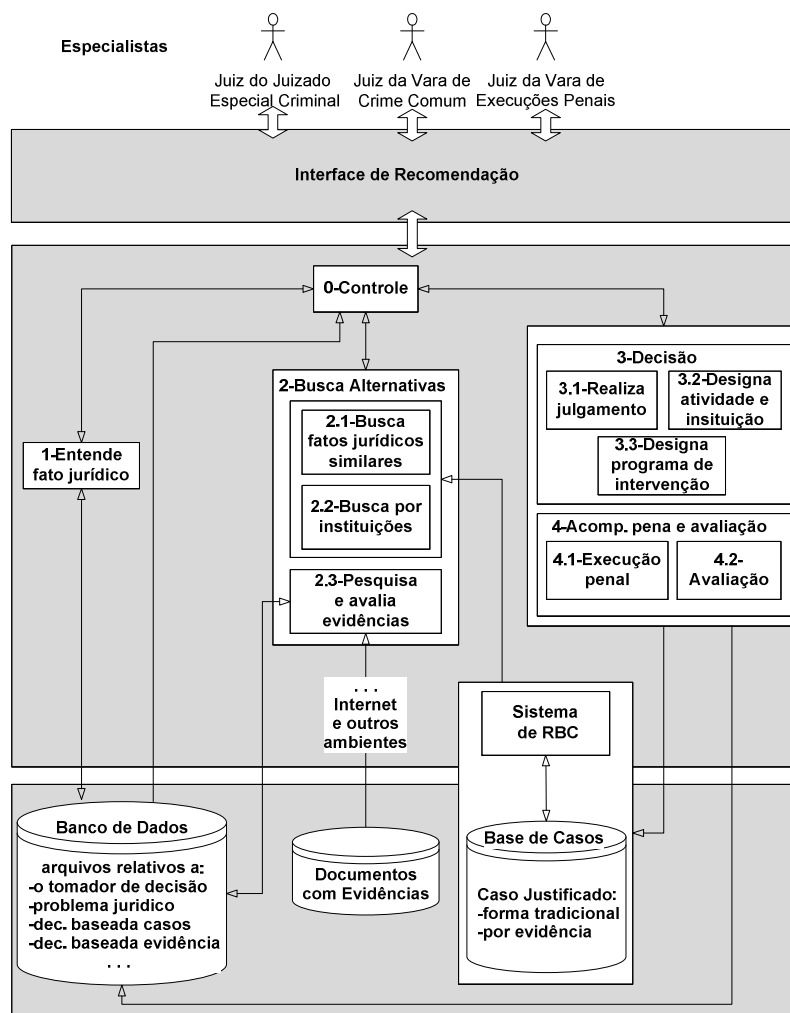 Especialistas
Juiz do Juizado
Especial Criminal
Juiz da Vara de
Crime Comum
Juiz da Vara de
Execuções Penais
Interface de Recomendação
0-Controle
1-Entende
fato jurídico
2-Busca Alternativas
2.1-Busca
fatos jurídicos
similares
2.2-Busca por
instituições
2.3-Pesquisa
e avalia
evidências
3-Decisão
3.1-Realiza
julgamento
3.2-Designa
atividade e
insituição
3.3-Designa
programa de
intervenção
4-Acomp. pena e avaliação
4.1-Execução
penal
4.2-
Avaliação
. . .
Internet
e outros
ambientes
Sistema
de RBC
Banco de Dados
arquivos relativos a:
-o tomador de decisão
-problema juridico
-dec. baseada casos
-dec. baseada evidência
. . .
Documentos
com Evidências
Base de Casos
Caso Justificado:
-forma tradicional
-por evidência